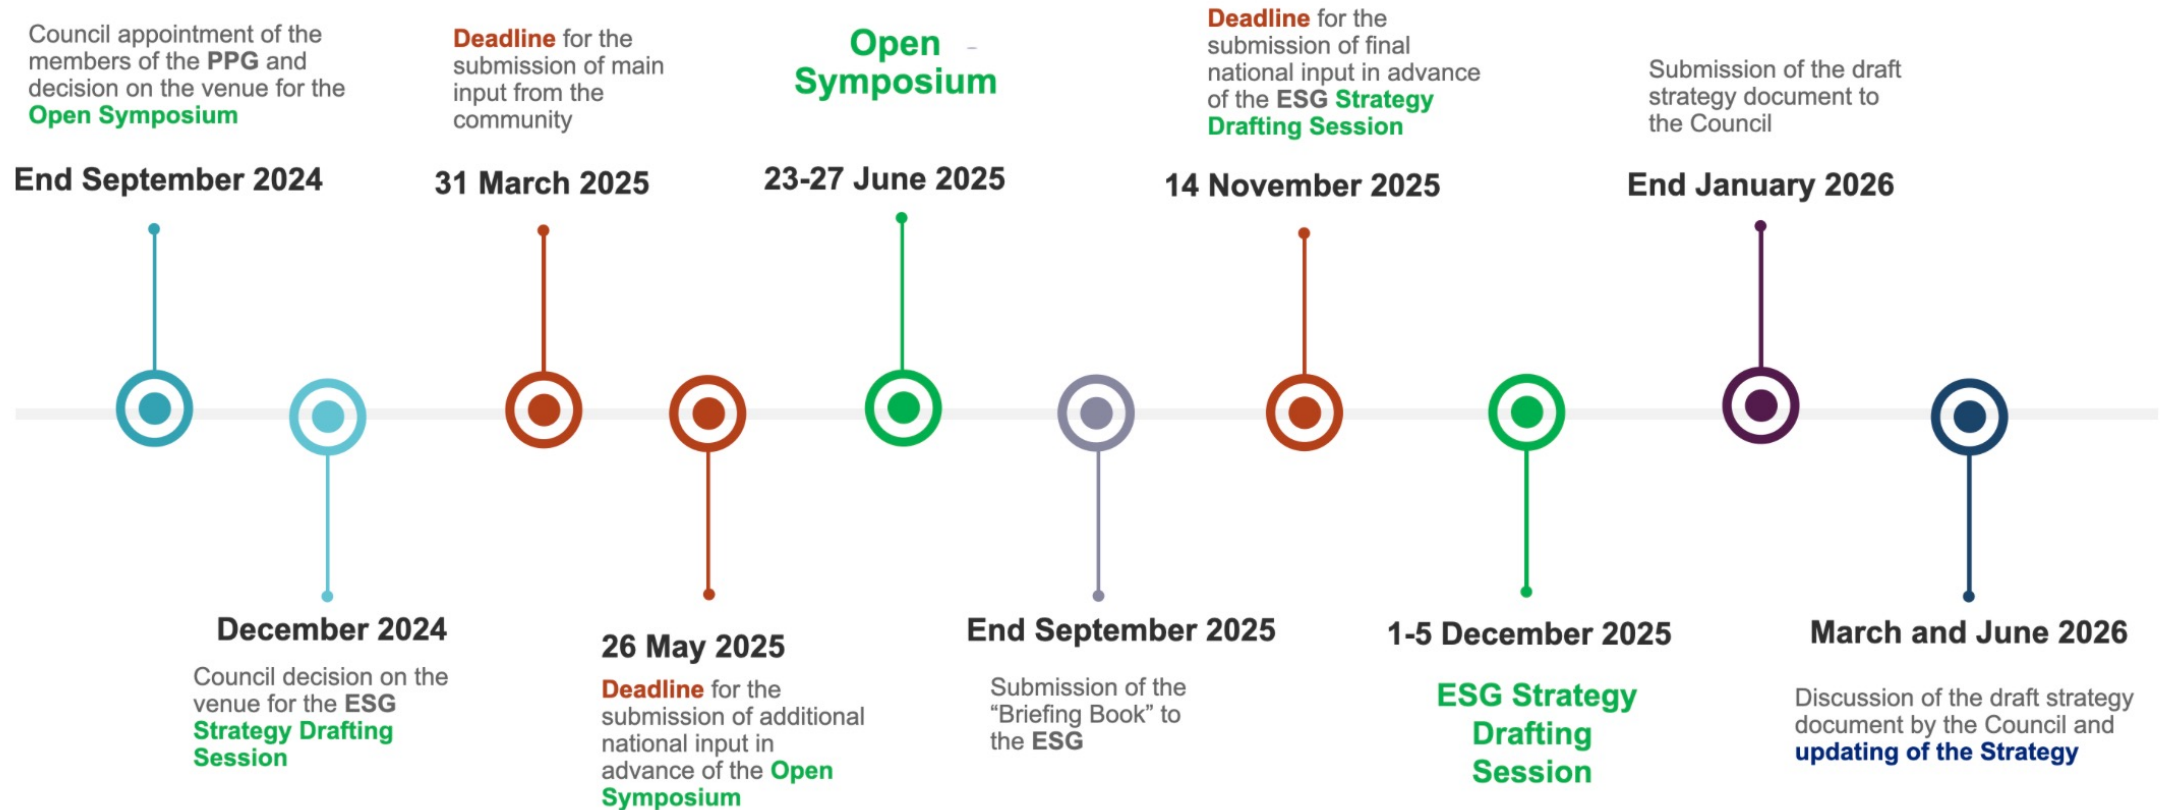 Council appointment of the
members of the PPG and
decision on the venue for the
Open Symposium
End September 2024
December 2024
Council decision on the
venue for the ESG
Strategy Drafting
Session
Deadline for the
submission of main
input from the
community
31 March 2025
26 May 2025
Deadline for the
submission of additional
national input in
advance of the Open
Symposium
Open
Symposium
23-27 June 2025
End September 2025
Submission of the
“Briefing Book” to
the ESG
Deadline for the
submission of final
national input in advance
of the ESG Strategy
Drafting Session
14 November 2025
1-5 December 2025
ESG Strategy
Drafting
Session
Submission of the draft
strategy document to
the Council
End January 2026
March and June 2026
Discussion of the draft strategy
document by the Council and
updating of the Strategy